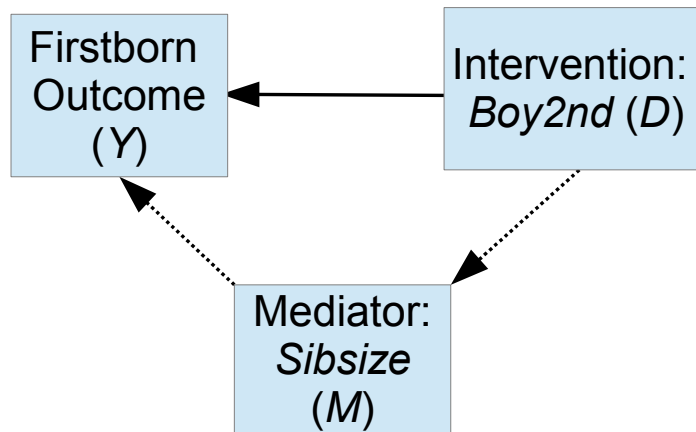 Firstborn
Outcome
(Y)
Intervention:
Boy2nd (D)
Mediator:
Sibsize
(M)